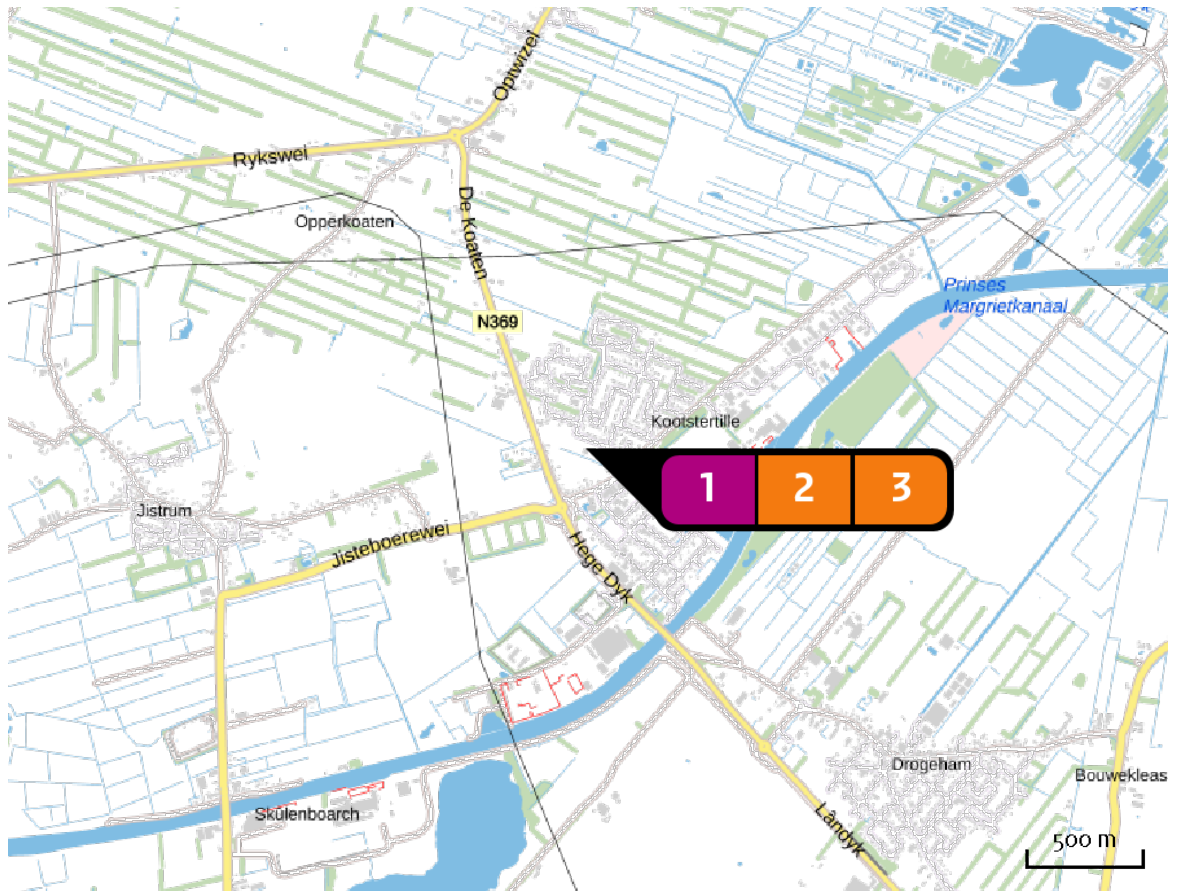 Optwizel
Rykswei
De Koaten
Opperkoaten
Prinses
Margrietkanaal
N369
Kootstertille
1 2 3
Jistrum
Jisteboerewei
Hege Dyk
Drogeham
Bouwekleas
Skûlenboarch
Lândyk
500 m